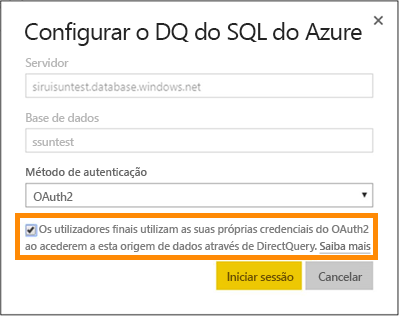 Configurar o DQ do SQL do Azure
Servidor
siruisuntest.database.windows.net
Base de dados
ssuntest
Método de autenticação
OAuth2
Os utilizadores finais utilizam as suas próprias credenciais do OAuth2
ao acederem a esta origem de dados através de DirectQuery. Saiba mais
Iniciar sessão
Cancelar